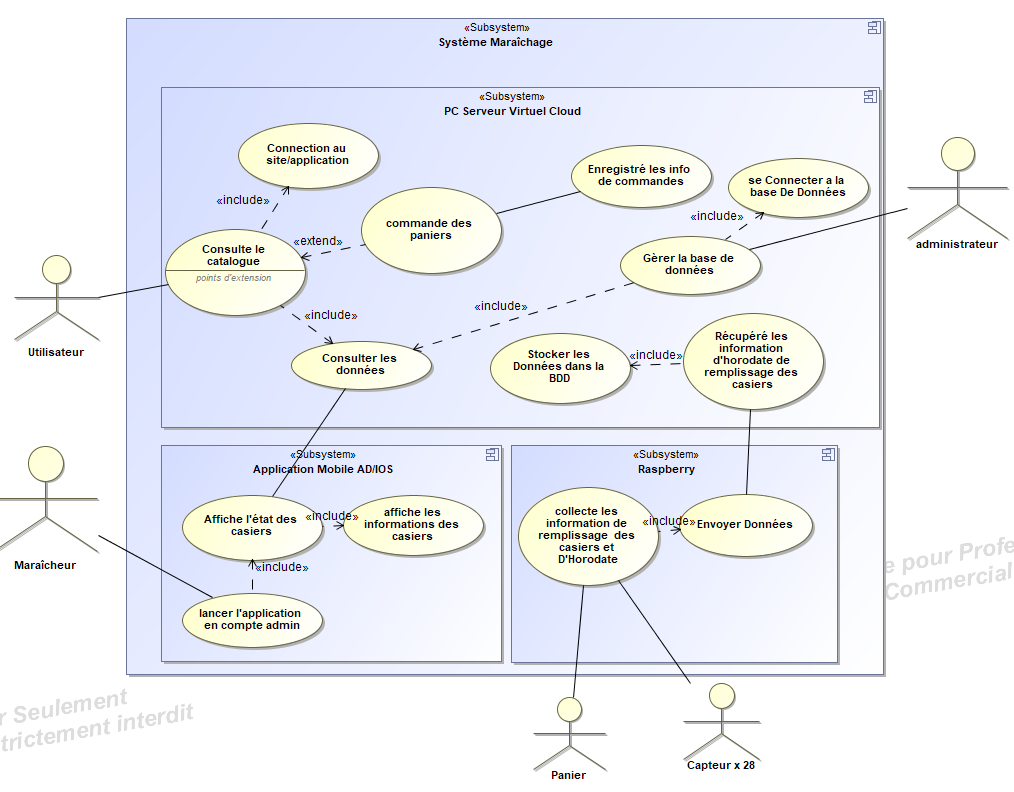 «Subsystem»
Système Maraîchage
«Subsystem»
PC Serveur Virtuel Cloud
Connection au
site/application
«include»
Enregistré les info
de commandes
se Connecter a la
base De Données
«include»
commande des
paniers
«extend»
Consulte le
catalogue
points d'extension
Gèrer la base de
données
administrateur
Utilisateur
«include»
«include»
Consulter les
données
Stocker les
Données dans la
BDD
«include»
Récupéré les
information
d'horodate de
remplissage des
casiers
«Subsystem»
Application Mobile AD/IOS
Affiche l'état des
casiers
«include»
affiche les
informations des
casiers
«include»
lancer l'application
en compte admin
Maraîcheur
«Subsystem»
Raspberry
collecte les
information de
remplissage des
casiers et
D'Horodate
«include»
Envoyer Données
Panier
Capteur x 28
e pour Profe
Commercial
r Seulement
trictement interdit